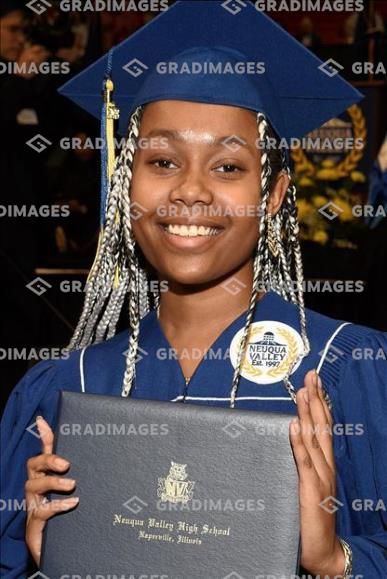 GRADIMAGES
NEUQUA
VALLEY
EST. 1997
NV
Neuqua Valley High School
Naperville, Illinois